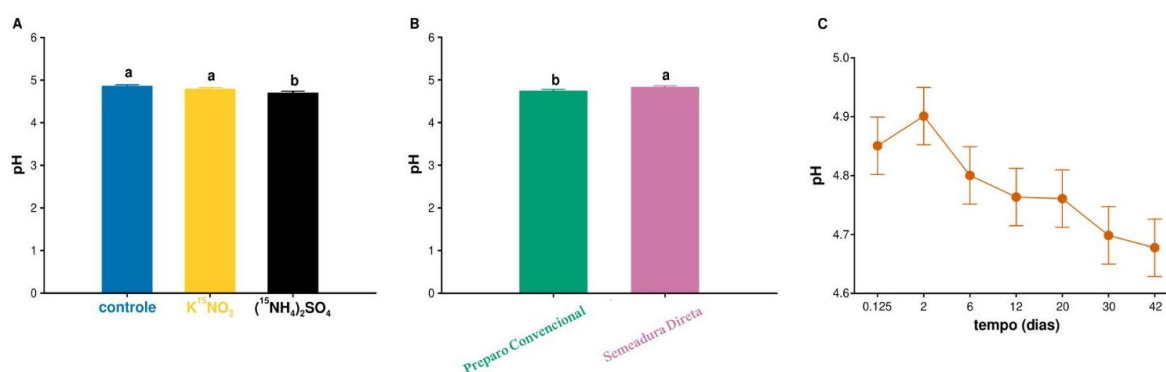 A
6
5
4
3
2
1
0
pH
a
a
b
controle
K¹⁵NO₃
(¹⁵NH₄)₂SO₄
B
6
5
4
3
2
1
0
pH
b
a
Preparo Convencional
Semeadura Direta
C
5.0
4.9
4.8
4.7
4.6
pH
0.125 2 6 12 20 30 42
tempo (dias)